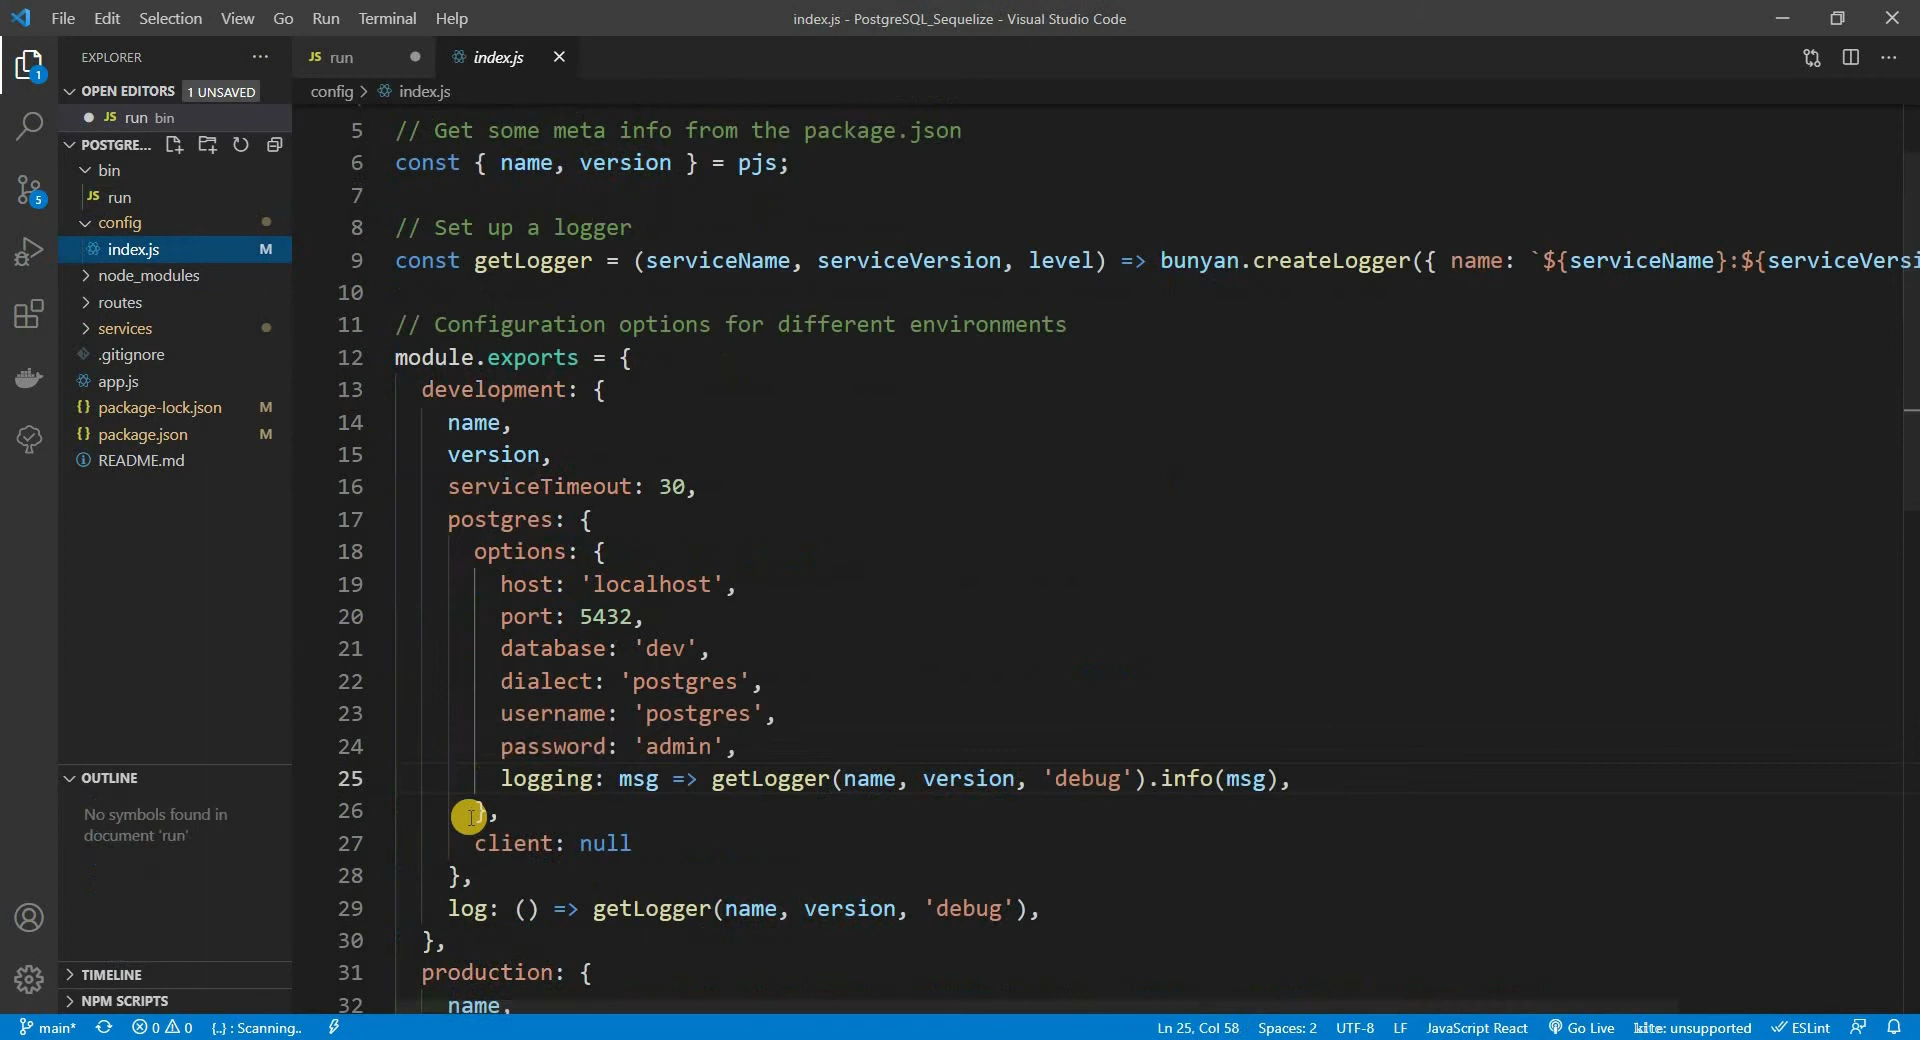 File Edit Selection View Go Run Terminal Help
index.js - PostgreSQL_Sequelize - Visual Studio Code
EXPLORER
JS run
index.js
OPEN EDITORS 1 UNSAVED
JS run bin
POSTGRE...
bin
JS run
config
index.js M
node_modules
routes
services
.gitignore
app.js
{} package-lock.json M
{} package.json M
README.md
OUTLINE
No symbols found in
document 'run'
TIMELINE
NPM SCRIPTS
1
5
config > index.js
5 // Get some meta info from the package.json
6 const { name, version } = pjs;
7
8 // Set up a logger
9 const getLogger = (serviceName, serviceVersion, level) => bunyan.createLogger({ name: `${serviceName}:${serviceVersi
10
11 // Configuration options for different environments
12 module.exports = {
13 development: {
14 name,
15 version,
16 serviceTimeout: 30,
17 postgres: {
18 options: {
19 host: 'localhost',
20 port: 5432,
21 database: 'dev',
22 dialect: 'postgres',
23 username: 'postgres',
24 password: 'admin',
25 logging: msg => getLogger(name, version, 'debug').info(msg),
26 },
27 client: null
28 },
29 log: () => getLogger(name, version, 'debug'),
30 },
31 production: {
32 name,
main* 0 0 {..} : Scanning..
Ln 25, Col 58 Spaces: 2 UTF-8 LF JavaScript React Go Live kite: unsupported ESLint